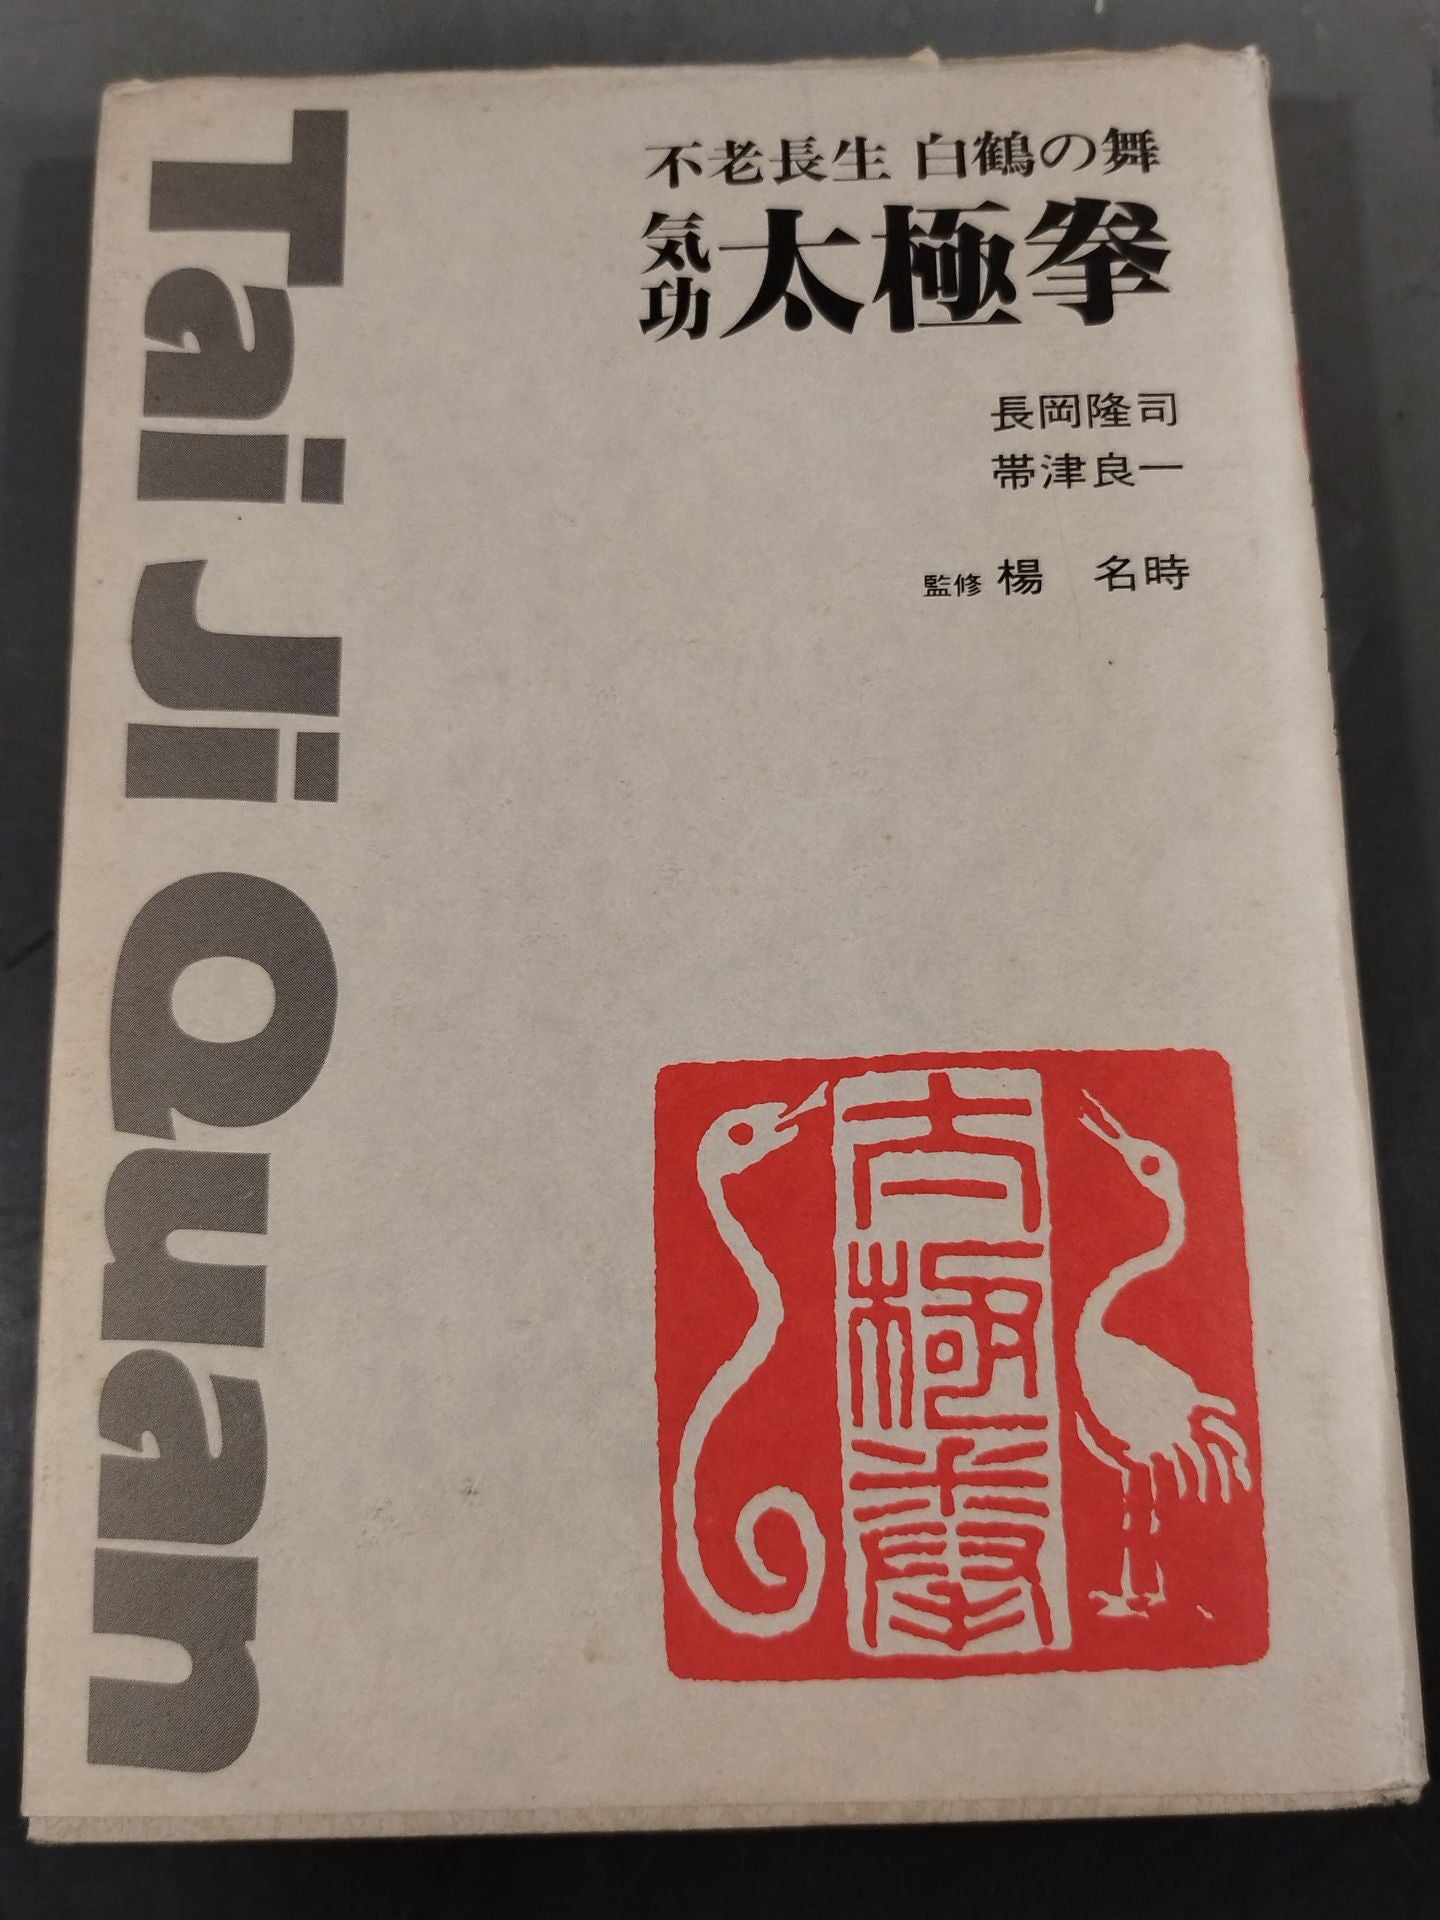 不老長生 白鶴の舞
気功 太極拳
長岡隆司
帯津良一
監修 楊 名時
Tai Ji Quan
太極拳